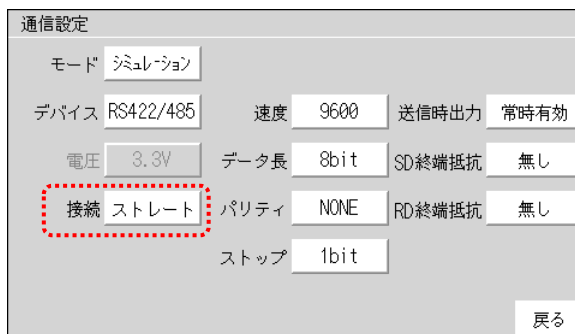 通信設定
モード ｼﾐｭﾚｰｼｮﾝ
デバイス RS422/485 速度 9600 送信時出力 常時有効
電圧 3.3V データ長 8bit SD終端抵抗 無し
接続 ストレート パリティ NONE RD終端抵抗 無し
ストップ 1bit
戻る